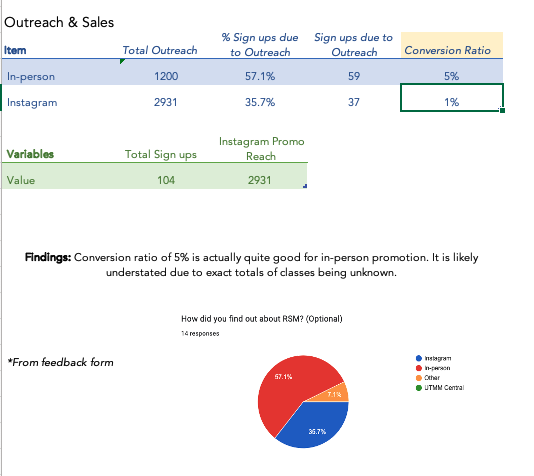 Outreach & Sales
Item Total Outreach % Sign ups due to Outreach Sign ups due to Outreach Conversion Ratio
In-person 1200 57.1% 59 5%
Instagram 2931 35.7% 37 1%
Variables Total Sign ups Instagram Promo Reach
Value 104 2931
Findings: Conversion ratio of 5% is actually quite good for in-person promotion. It is likely
understated due to exact totals of classes being unknown.
How did you find out about RSM? (Optional)
14 responses
*From feedback form
57.1%
7.1%
35.7%
Instagram
In-person
Other
UTMM Central